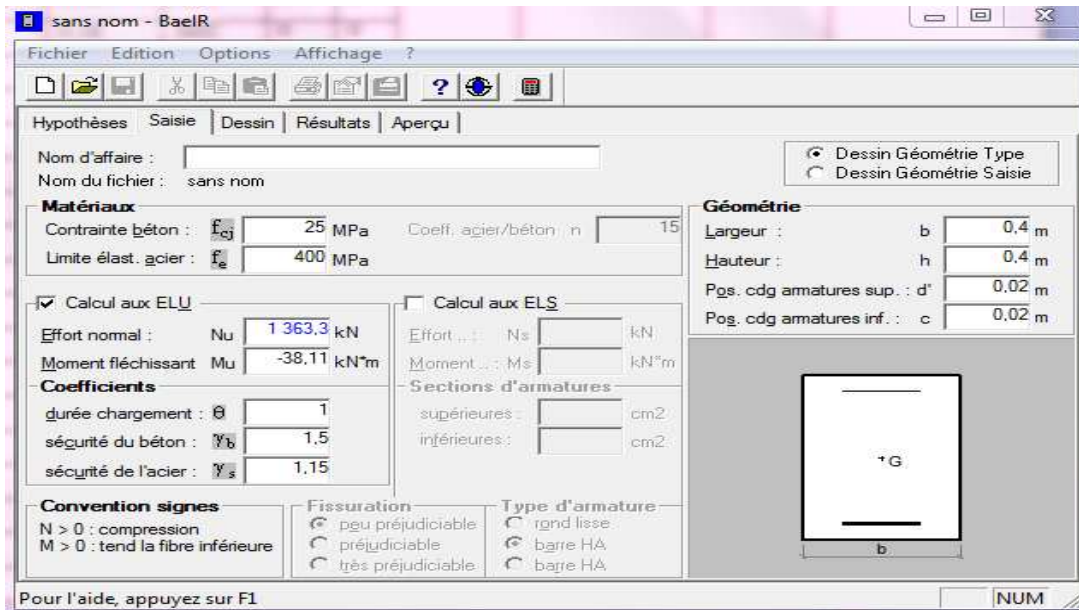 sans nom - BaelR
Fichier Edition Options Affichage ?
Hypothèses Saisie Dessin Résultats Aperçu
Nom d'affaire :
Nom du fichier : sans nom
Dessin Géométrie Type
Dessin Géométrie Saisie
Matériaux
Contrainte béton : fcj 25 MPa Coeff. acier/béton n 15
Limite élast. acier : fe 400 MPa
Géométrie
Largeur : b 0,4 m
Hauteur : h 0,4 m
Pos. cdg armatures sup. : d' 0,02 m
Pos. cdg armatures inf. : c 0,02 m
Calcul aux ELU
Effort normal : Nu 1 363,3 kN
Moment fléchissant Mu -38,11 kN*m
Calcul aux ELS
Effort .. : Ns kN
Moment .. : Ms kN*m
Coefficients
durée chargement : θ 1
sécurité du béton : γb 1,5
sécurité de l'acier : γs 1,15
Sections d'armatures
supérieures : cm2
inférieures : cm2
Convention signes
N > 0 : compression
M > 0 : tend la fibre inférieure
Fissuration
peu préjudiciable
préjudiciable
très préjudiciable
Type d'armature
rond lisse
barre HA
barre HA
G
b
Pour l'aide, appuyez sur F1 NUM